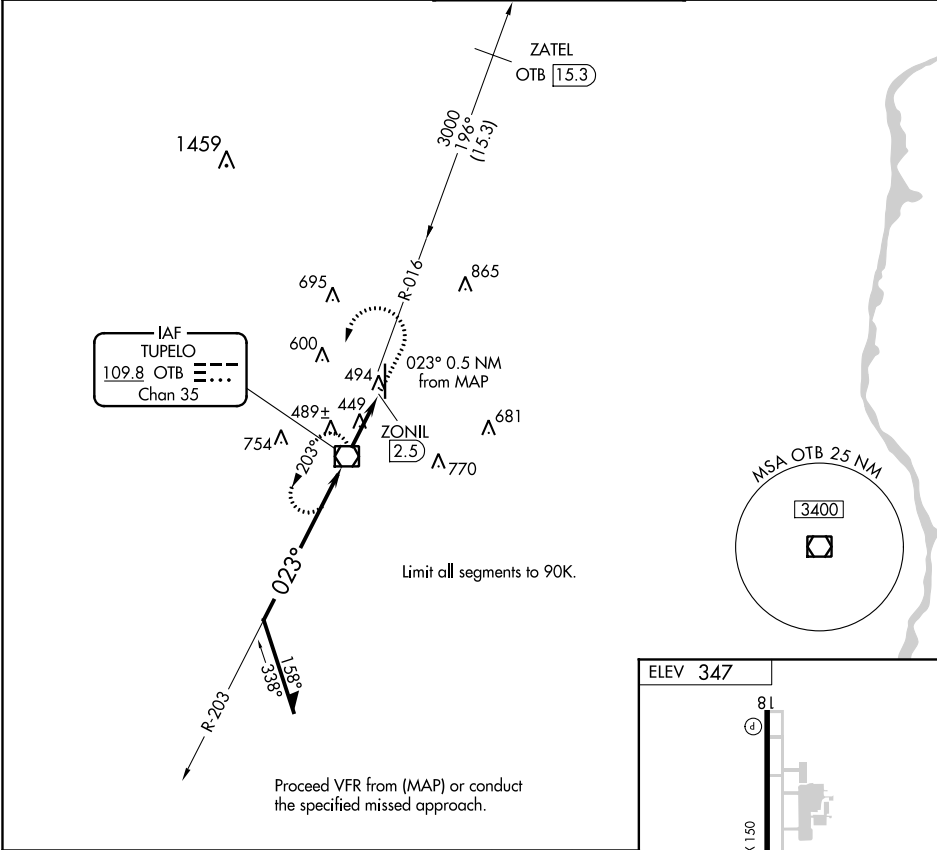 ZATEL
OTB 15.3
3000
196°
(15.3)
1459
R-016
695
865
IAF
TUPELO
109.8 OTB
Chan 35
600
494
023° 0.5 NM
from MAP
489±
449
754
203°
ZONIL
2.5
681
770
MSA OTB 25 NM
3400
023°
Limit all segments to 90K.
158°
338°
R-203
ELEV 347
18
P
X 150
Proceed VFR from (MAP) or conduct
the specified missed approach.